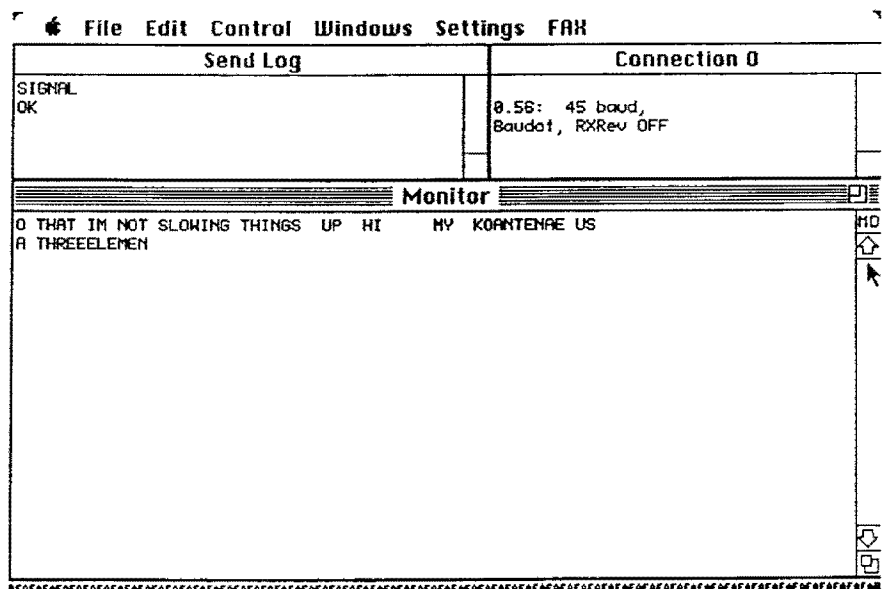 File Edit Control Windows Settings FAX
Send Log
SIGNAL
OK
Connection 0
0.56: 45 baud,
Baudot, RXRev OFF
Monitor
O THAT IM NOT SLOWING THINGS UP HI MY KOANTENAE US
A THREEELEMEN
MO